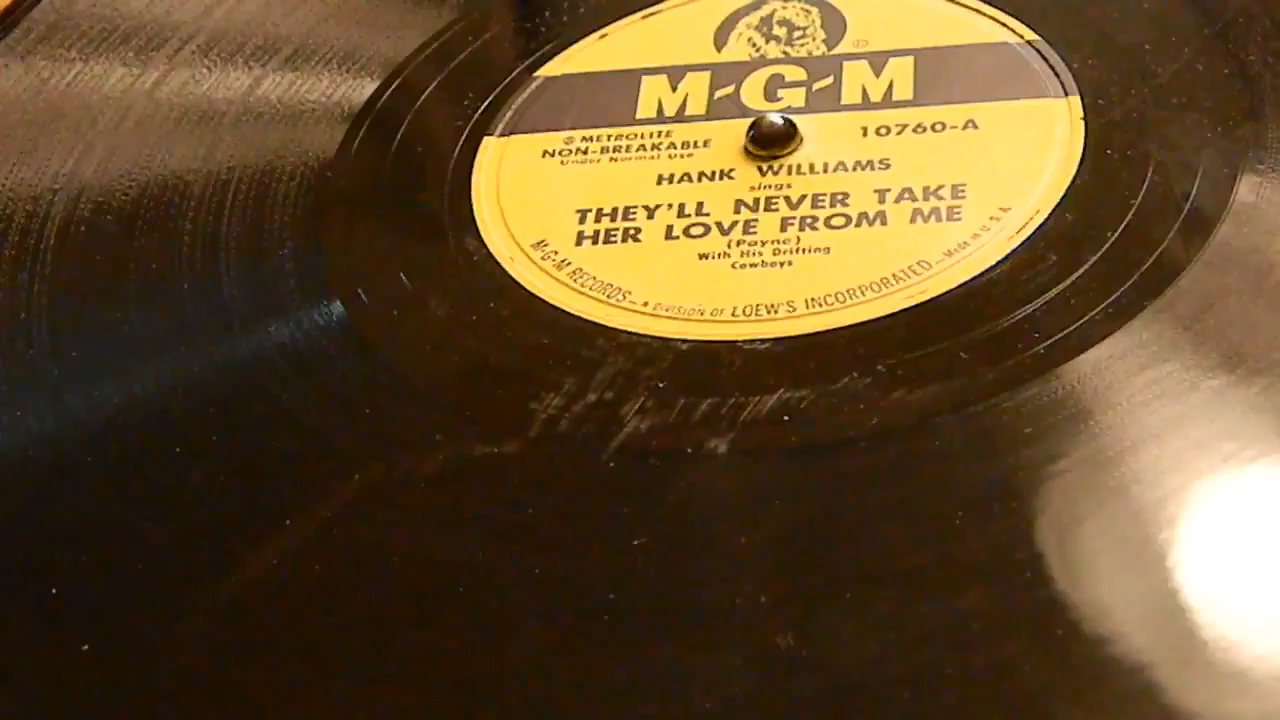 M-G-M
® METROLITE
NON-BREAKABLE
Under Normal Use
10760-A
HANK WILLIAMS
sings
THEY'LL NEVER TAKE
HER LOVE FROM ME
(Payne)
With His Drifting
Cowboys
M-G-M RECORDS—A DIVISION OF LOEW'S INCORPORATED—Made in U.S.A